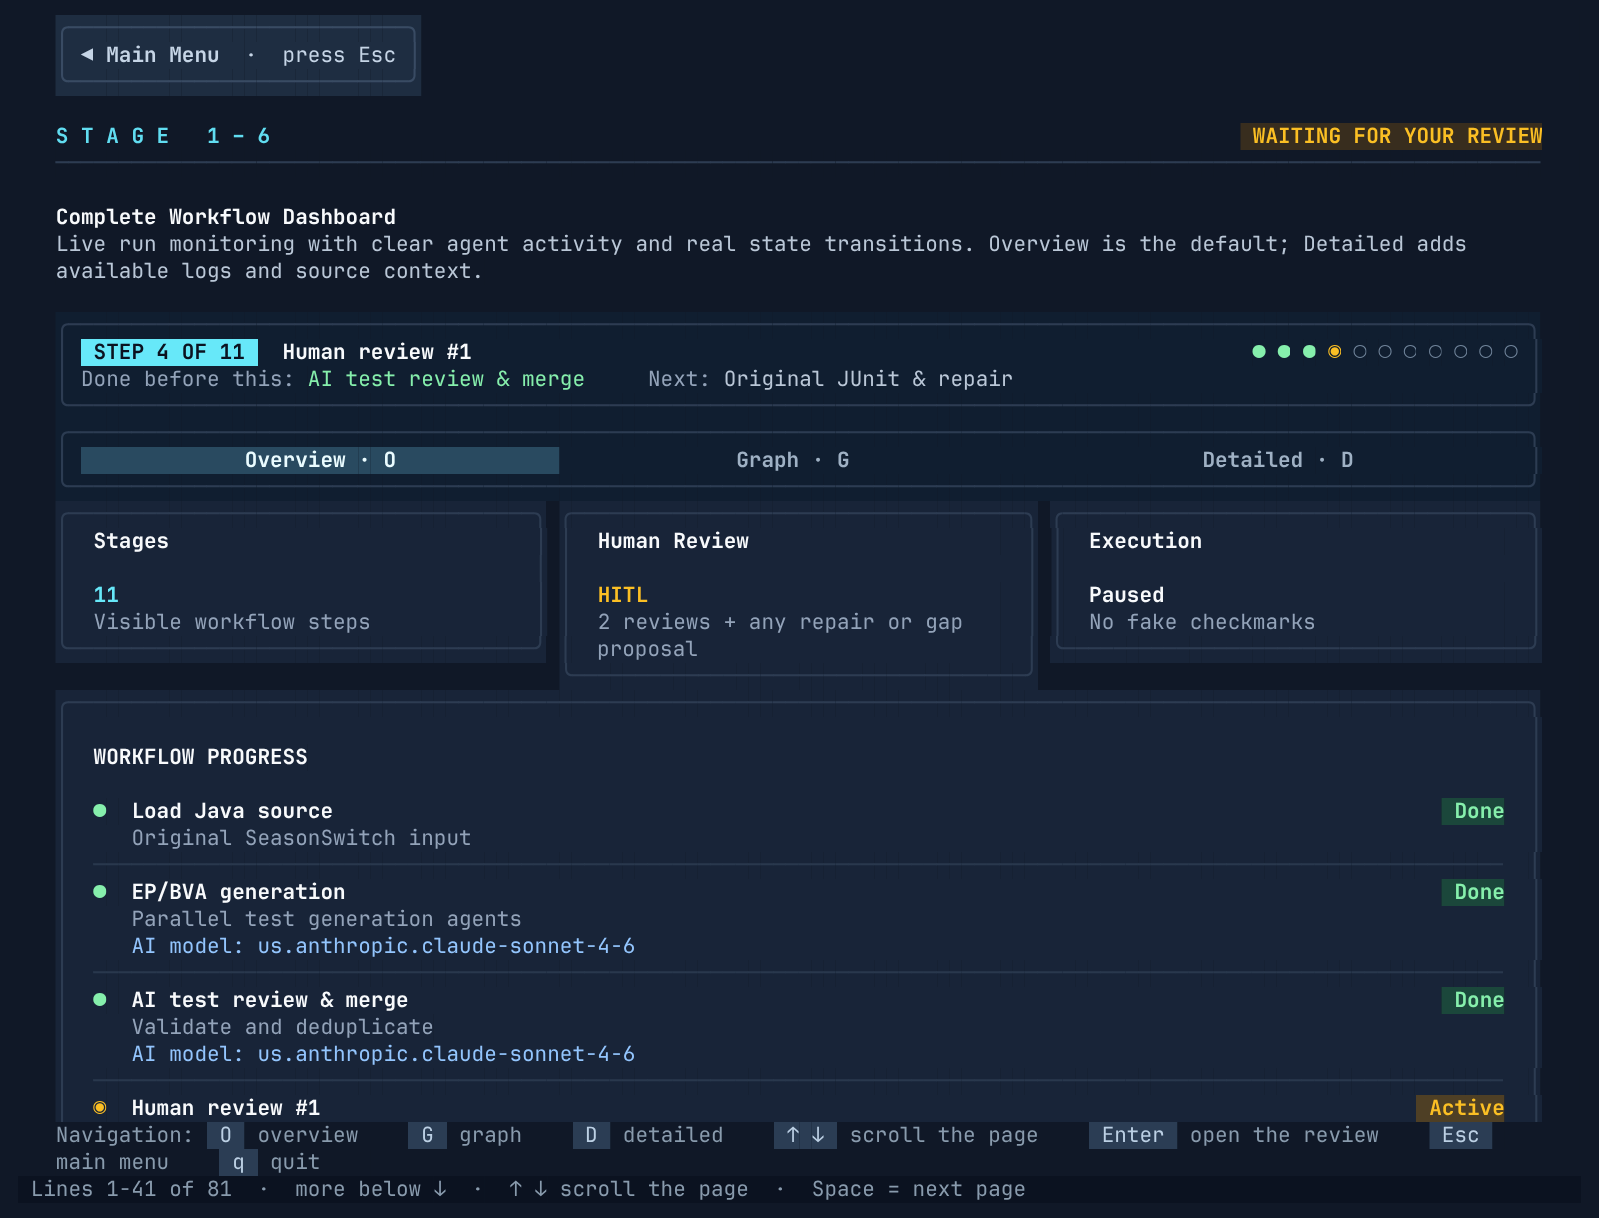 ◄ Main Menu · press Esc
STAGE 1–6 WAITING FOR YOUR REVIEW
Complete Workflow Dashboard
Live run monitoring with clear agent activity and real state transitions. Overview is the default; Detailed adds
available logs and source context.
STEP 4 OF 11 Human review #1
Done before this: AI test review & merge Next: Original JUnit & repair
Overview · O Graph · G Detailed · D
Stages
11
Visible workflow steps
Human Review
HITL
2 reviews + any repair or gap
proposal
Execution
Paused
No fake checkmarks
WORKFLOW PROGRESS
Load Java source Done
Original SeasonSwitch input
EP/BVA generation Done
Parallel test generation agents
AI model: us.anthropic.claude-sonnet-4-6
AI test review & merge Done
Validate and deduplicate
AI model: us.anthropic.claude-sonnet-4-6
Human review #1 Active
Navigation: O overview G graph D detailed ↑↓ scroll the page Enter open the review Esc
main menu q quit
Lines 1-41 of 81 · more below ↓ · ↑↓ scroll the page · Space = next page